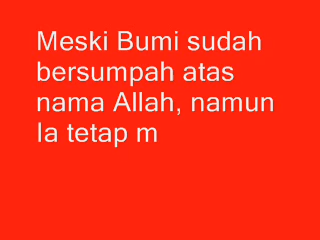 Meski Bumi sudah
bersumpah atas
nama Allah, namun
Ia tetap m